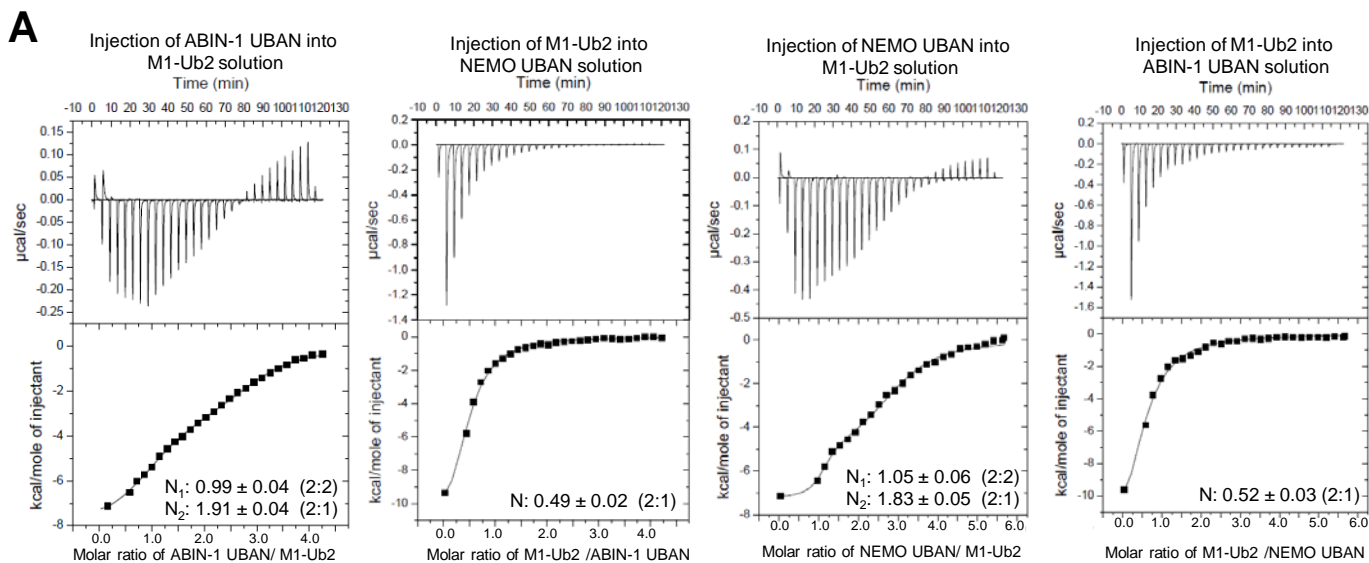 A
Injection of ABIN-1 UBAN into
M1-Ub2 solution
Time (min)
-10 0 10 20 30 40 50 60 70 80 90 100110120130
0.15
0.10
0.05
0.00
-0.05
-0.10
-0.15
-0.20
-0.25
µcal/sec
0
-2
-4
-6
-8
kcal/mole of injectant
N1: 0.99 ± 0.04 (2:2)
N2: 1.91 ± 0.04 (2:1)
0.0 1.0 2.0 3.0 4.0
Molar ratio of ABIN-1 UBAN/ M1-Ub2
Injection of M1-Ub2 into
NEMO UBAN solution
Time (min)
-10 0 10 20 30 40 50 60 70 80 90 100110120130
0.2
0.0
-0.2
-0.4
-0.6
-0.8
-1.0
-1.2
-1.4
µcal/sec
0
-2
-4
-6
-8
-10
kcal/mole of injectant
N: 0.49 ± 0.02 (2:1)
0.0 1.0 2.0 3.0 4.0
Molar ratio of M1-Ub2 /ABIN-1 UBAN
Injection of NEMO UBAN into
M1-Ub2 solution
Time (min)
-10 0 10 20 30 40 50 60 70 80 90 100110120130
0.2
0.1
0.0
-0.1
-0.2
-0.3
-0.4
-0.5
µcal/sec
0
-2
-4
-6
-8
kcal/mole of injectant
N1: 1.05 ± 0.06 (2:2)
N2: 1.83 ± 0.05 (2:1)
0.0 1.0 2.0 3.0 4.0 5.0 6.0
Molar ratio of NEMO UBAN/ M1-Ub2
Injection of M1-Ub2 into
ABIN-1 UBAN solution
Time (min)
-10 0 10 20 30 40 50 60 70 80 90 100110120130
0.2
0.0
-0.2
-0.4
-0.6
-0.8
-1.0
-1.2
-1.4
-1.6
µcal/sec
0
-2
-4
-6
-8
-10
kcal/mole of injectant
N: 0.52 ± 0.03 (2:1)
0.0 1.0 2.0 3.0 4.0 5.0 6.0
Molar ratio of M1-Ub2 /NEMO UBAN